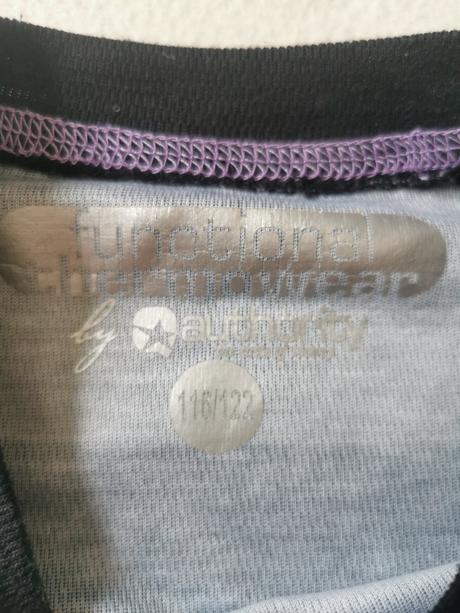 functional
thermowear
by authority
116/122